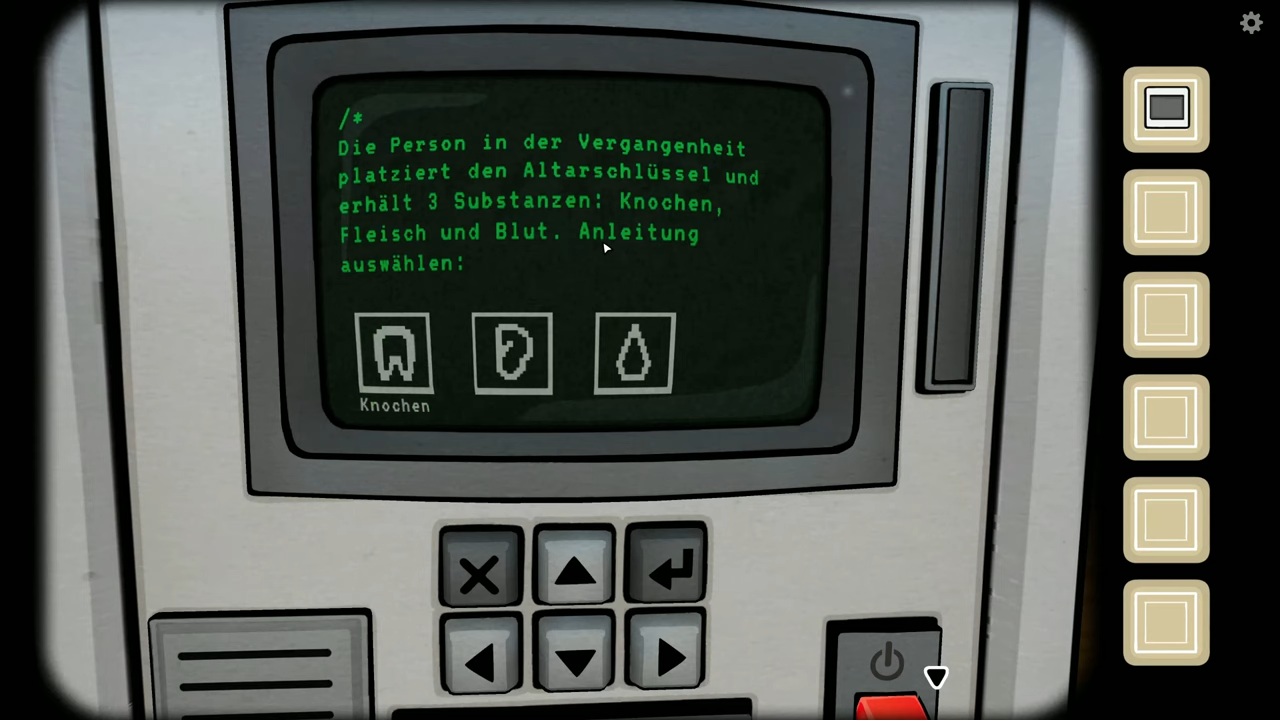 /*
Die Person in der Vergangenheit
platziert den Altarschlüssel und
erhält 3 Substanzen: Knochen,
Fleisch und Blut. Anleitung
auswählen:
Knochen